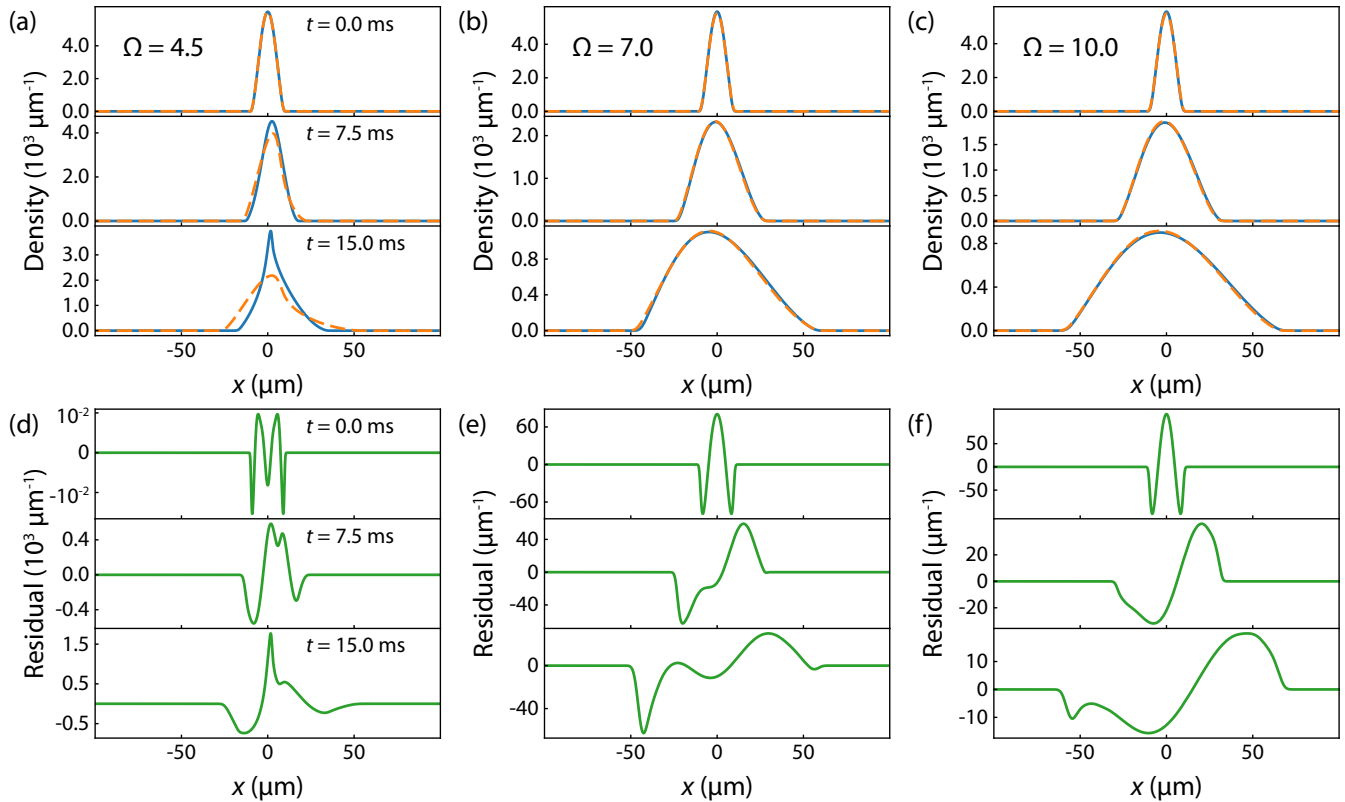 (a)
Ω = 4.5
t = 0.0 ms
4.0
2.0
0.0
t = 7.5 ms
4.0
2.0
0.0
t = 15.0 ms
3.0
2.0
1.0
0.0
Density (10³ μm⁻¹)
-50
0
50
x (μm)
(b)
Ω = 7.0
4.0
2.0
0.0
2.0
1.0
0.0
0.8
0.4
0.0
Density (10³ μm⁻¹)
-50
0
50
x (μm)
(c)
Ω = 10.0
4.0
2.0
0.0
1.5
1.0
0.5
0.0
0.8
0.4
0.0
Density (10³ μm⁻¹)
-50
0
50
x (μm)
(d)
t = 0.0 ms
10⁻²
0
-10⁻²
t = 7.5 ms
0.4
0.0
-0.4
t = 15.0 ms
1.5
0.5
-0.5
Residual (10³ μm⁻¹)
-50
0
50
x (μm)
(e)
60
0
-60
40
0
-40
0
-40
Residual (μm⁻¹)
-50
0
50
x (μm)
(f)
50
0
-50
20
0
-20
10
0
-10
Residual (μm⁻¹)
-50
0
50
x (μm)